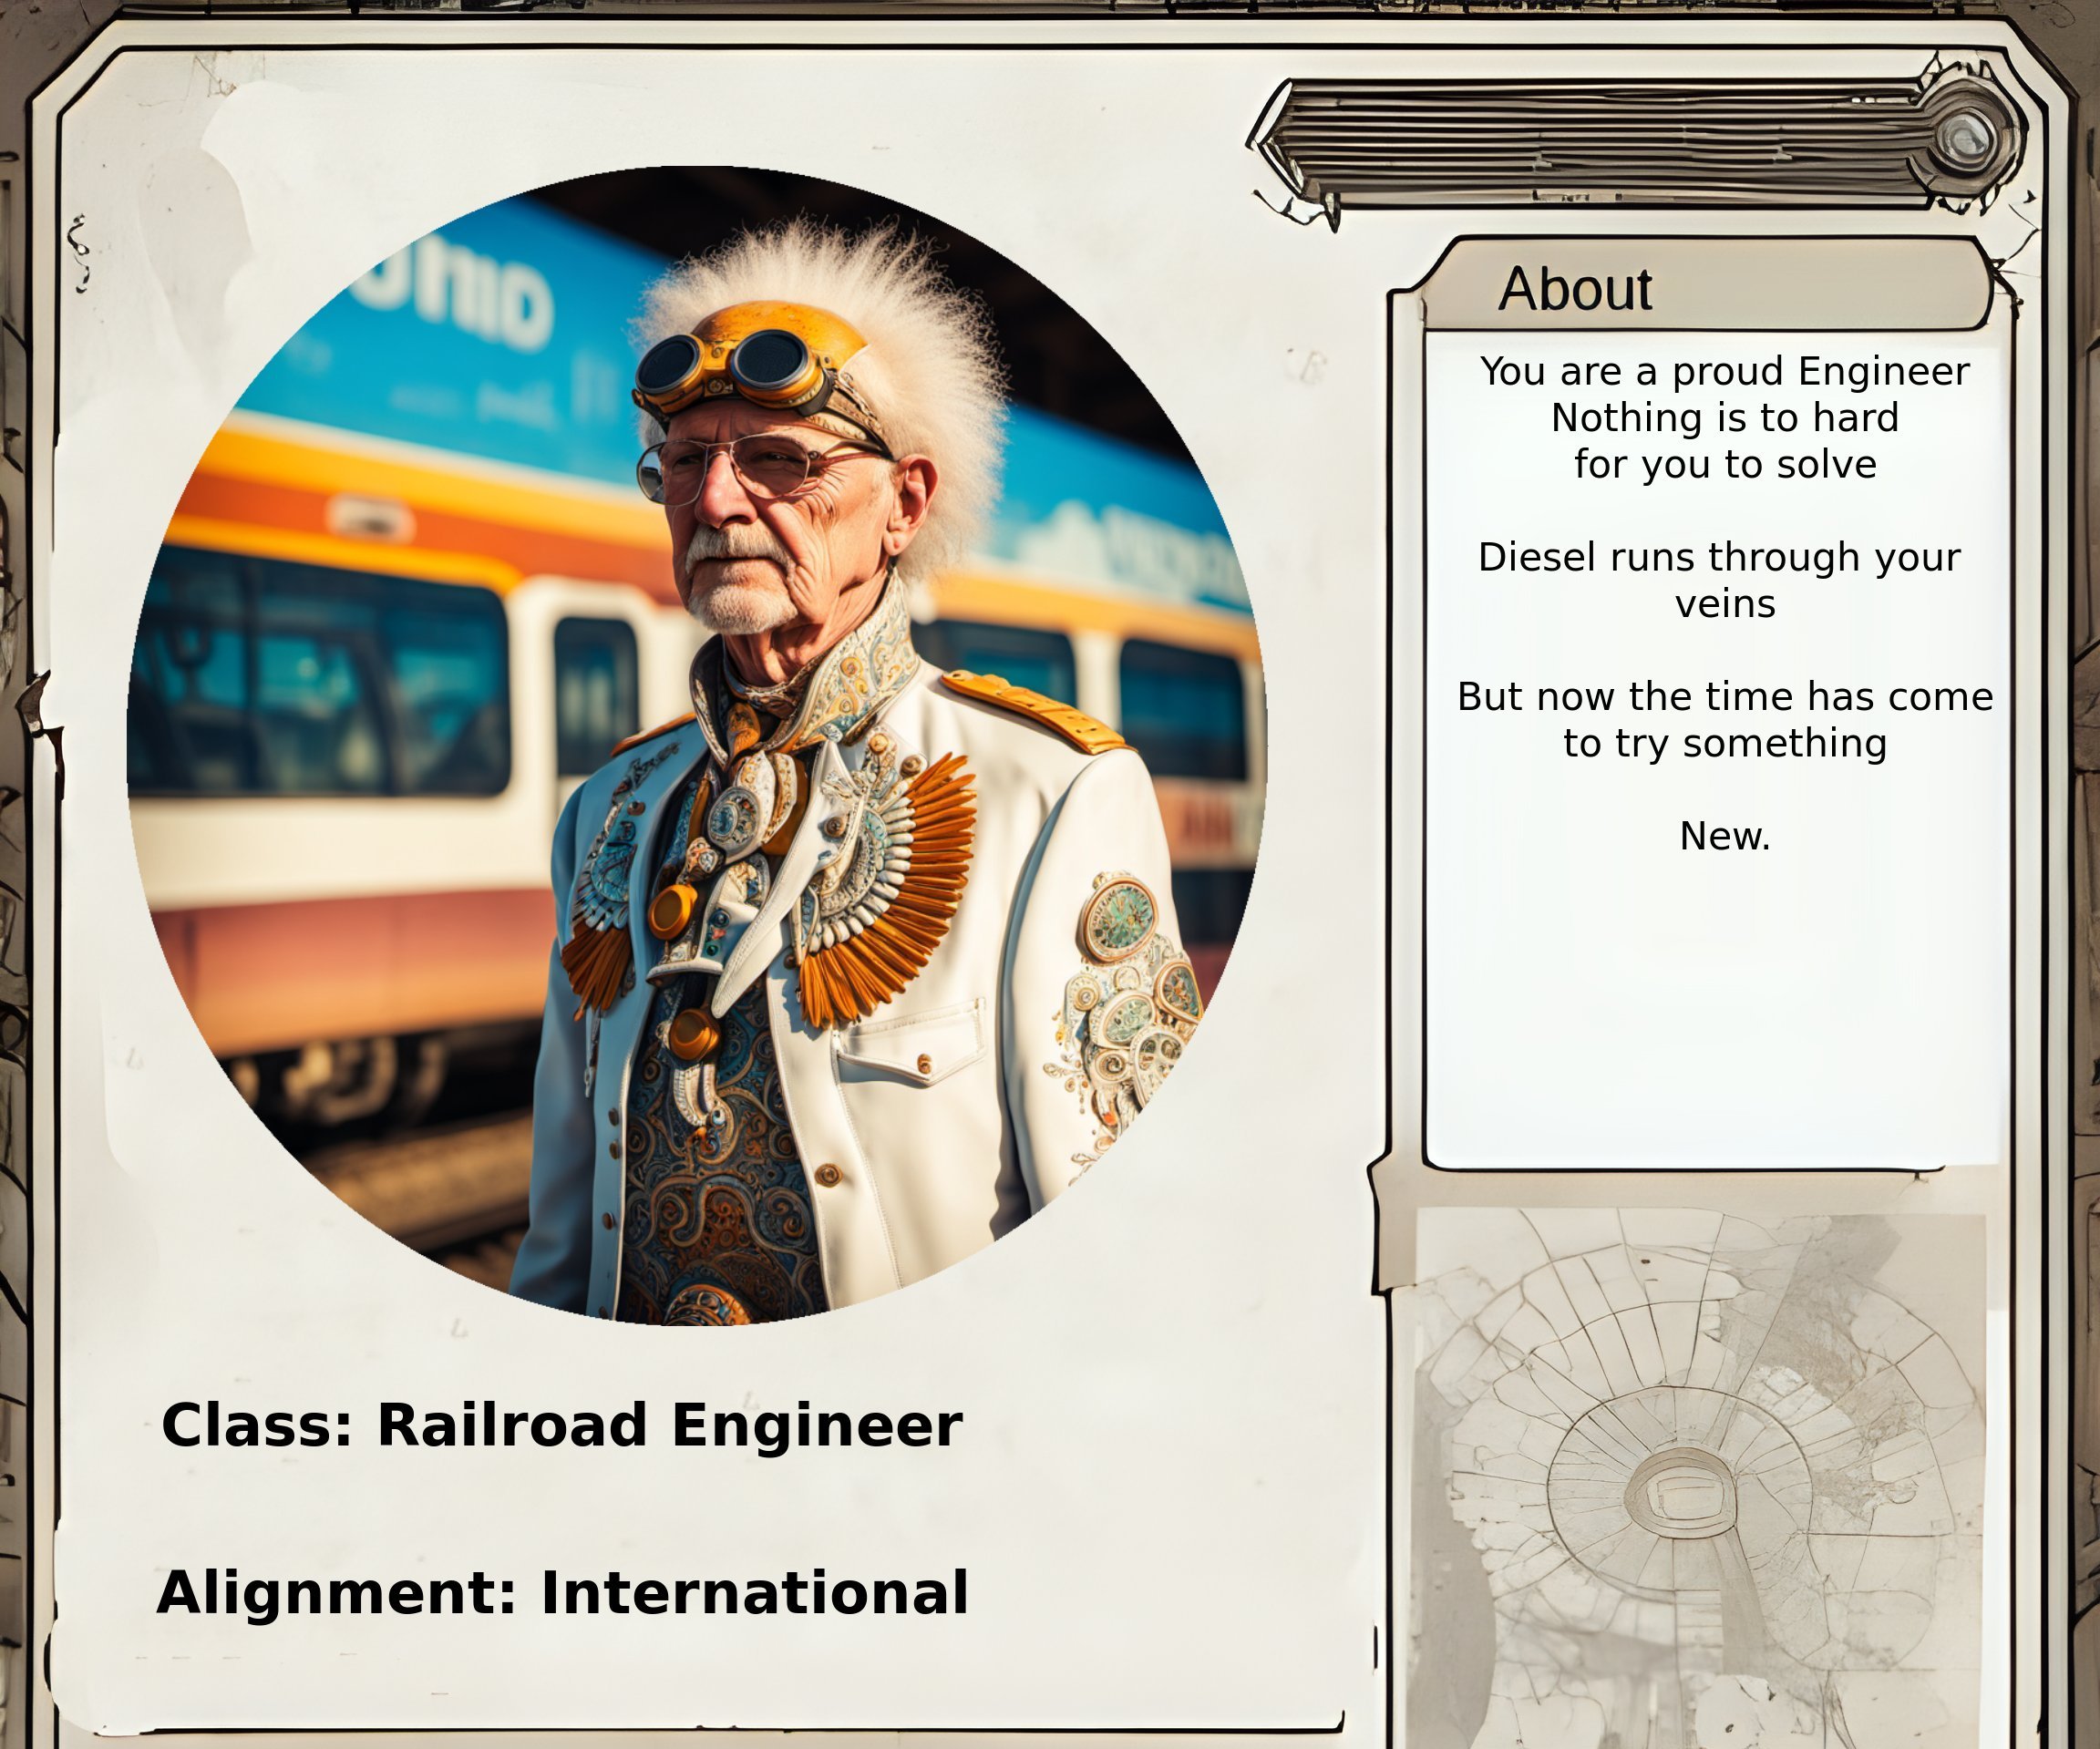 About
You are a proud Engineer
Nothing is to hard
for you to solve
Diesel runs through your
veins
But now the time has come
to try something
New.
Class: Railroad Engineer
Alignment: International